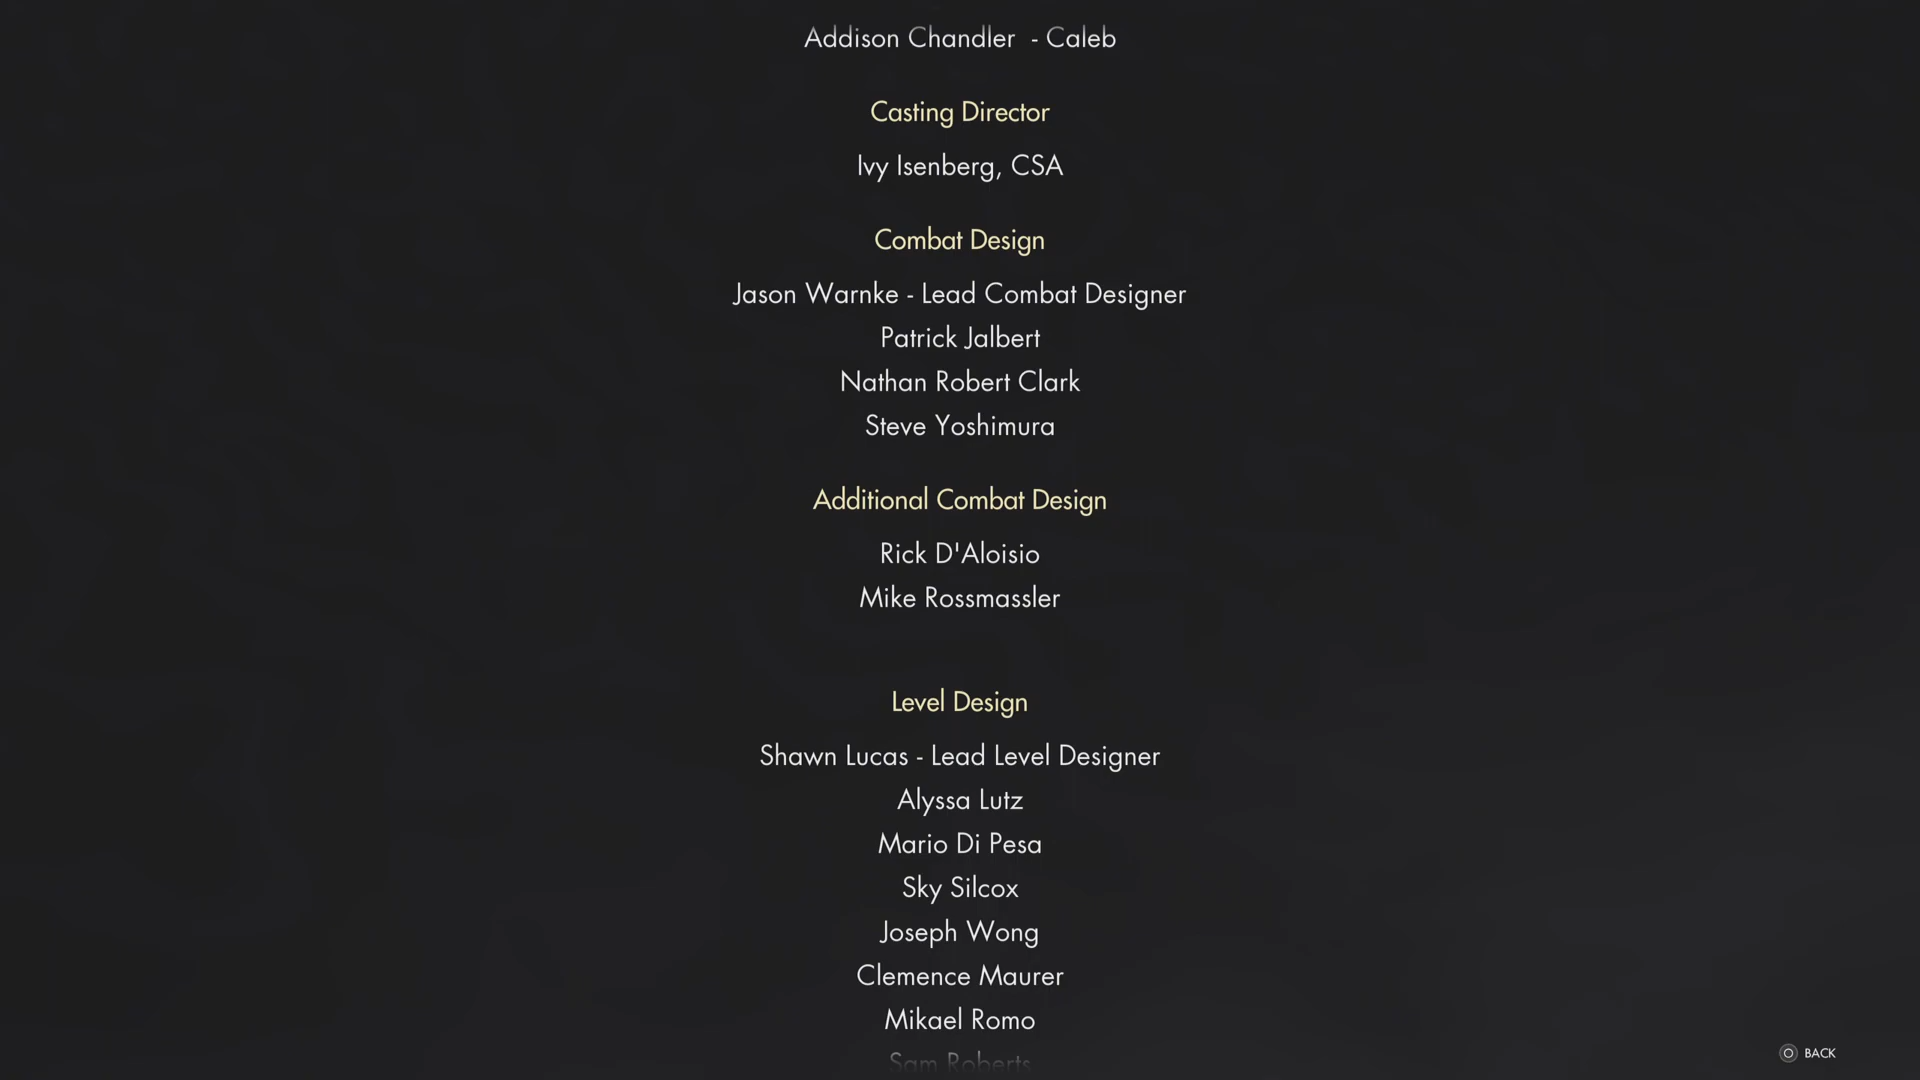 Addison Chandler  - Caleb
Casting Director
Ivy Isenberg, CSA
Combat Design
Jason Warnke - Lead Combat Designer
Patrick Jalbert
Nathan Robert Clark
Steve Yoshimura
Additional Combat Design
Rick D'Aloisio
Mike Rossmassler
Level Design
Shawn Lucas - Lead Level Designer
Alyssa Lutz
Mario Di Pesa
Sky Silcox
Joseph Wong
Clemence Maurer
Mikael Romo
Sam Roberts
BACK